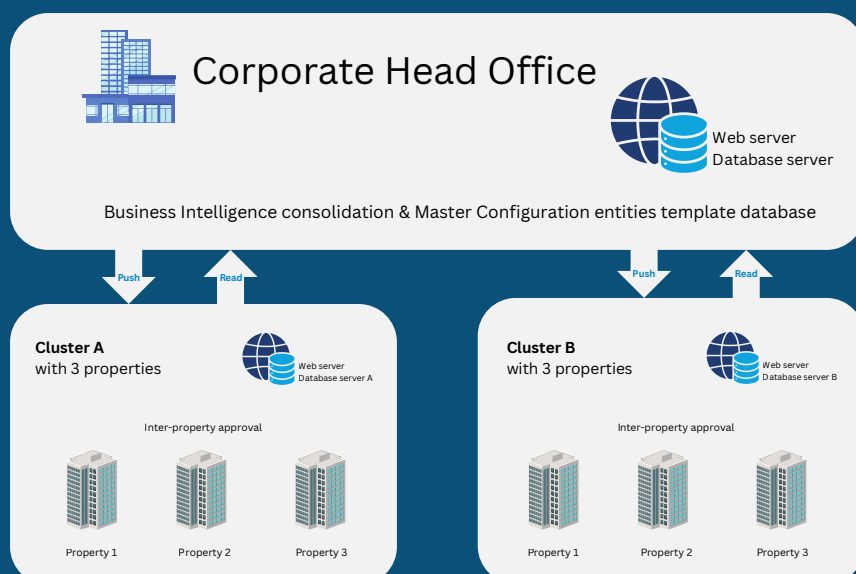 Corporate Head Office
Web server
Database server
Business Intelligence consolidation & Master Configuration entities template database
Push
Read
Push
Read
Cluster A
with 3 properties
Web server
Database server A
Inter-property approval
Property 1
Property 2
Property 3
Cluster B
with 3 properties
Web server
Database server B
Inter-property approval
Property 1
Property 2
Property 3